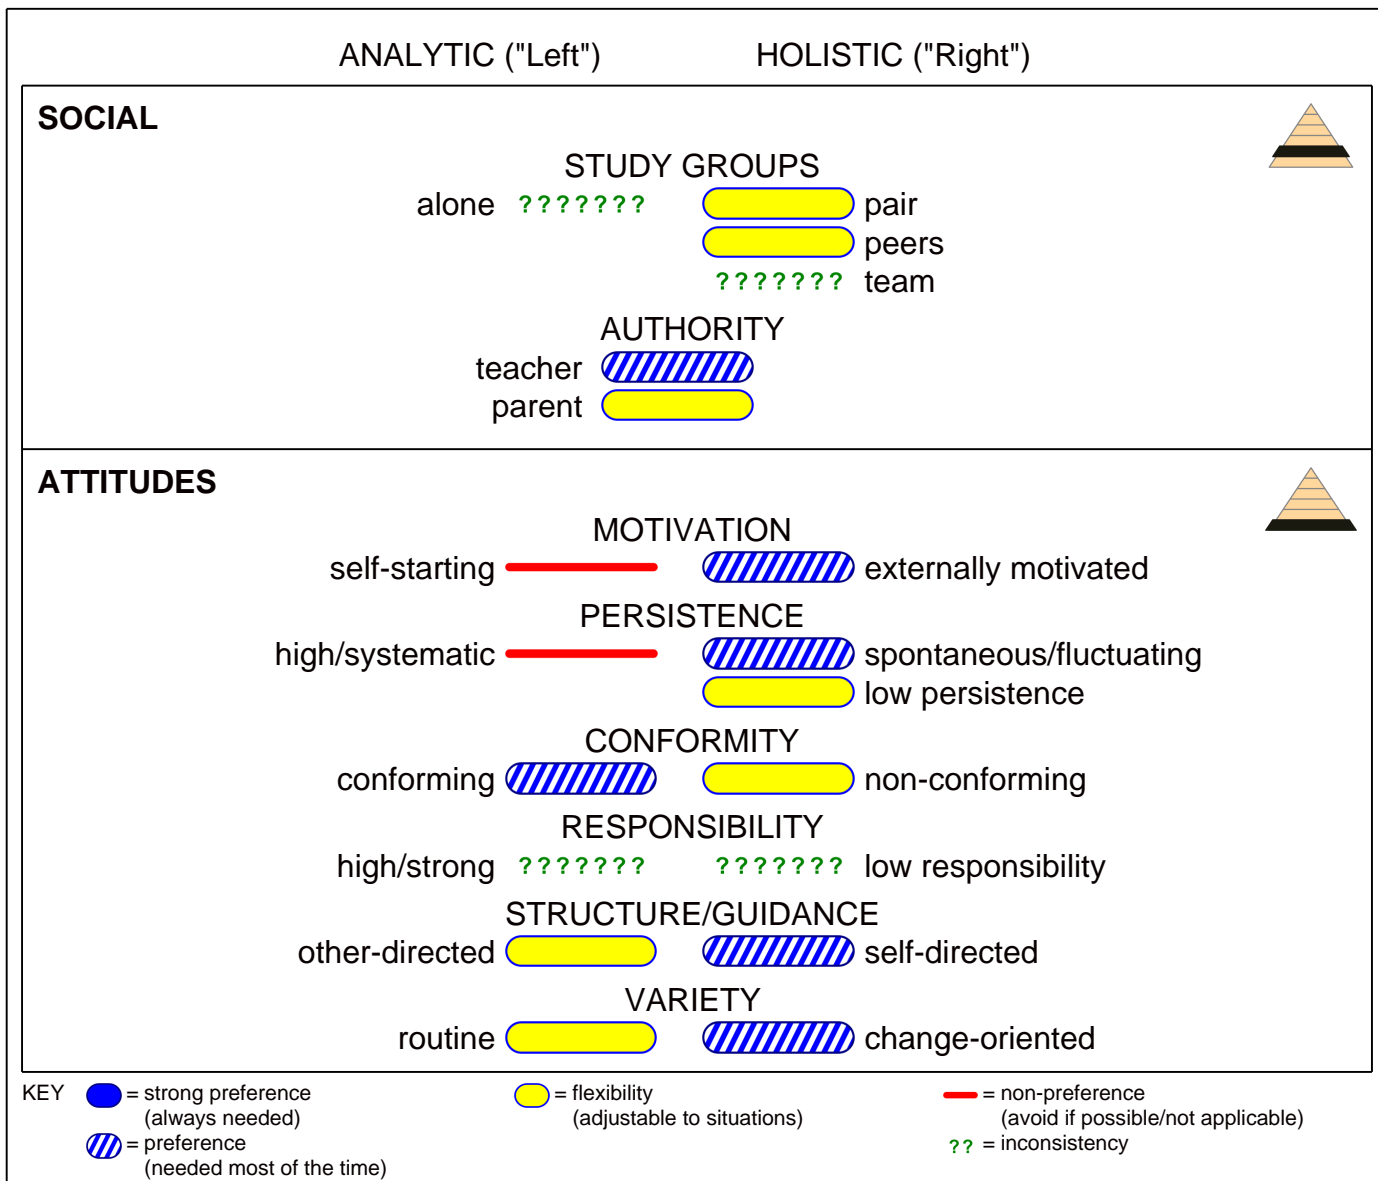 ANALYTIC ("Left") HOLISTIC ("Right")
SOCIAL
STUDY GROUPS
alone ??????? pair
peers
??????? team
AUTHORITY
teacher
parent
ATTITUDES
MOTIVATION
self-starting externally motivated
PERSISTENCE
high/systematic spontaneous/fluctuating
low persistence
CONFORMITY
conforming non-conforming
RESPONSIBILITY
high/strong ??????? ??????? low responsibility
STRUCTURE/GUIDANCE
other-directed self-directed
VARIETY
routine change-oriented
KEY = strong preference = flexibility = non-preference
(always needed) (adjustable to situations) (avoid if possible/not applicable)
= preference ?? = inconsistency
(needed most of the time)